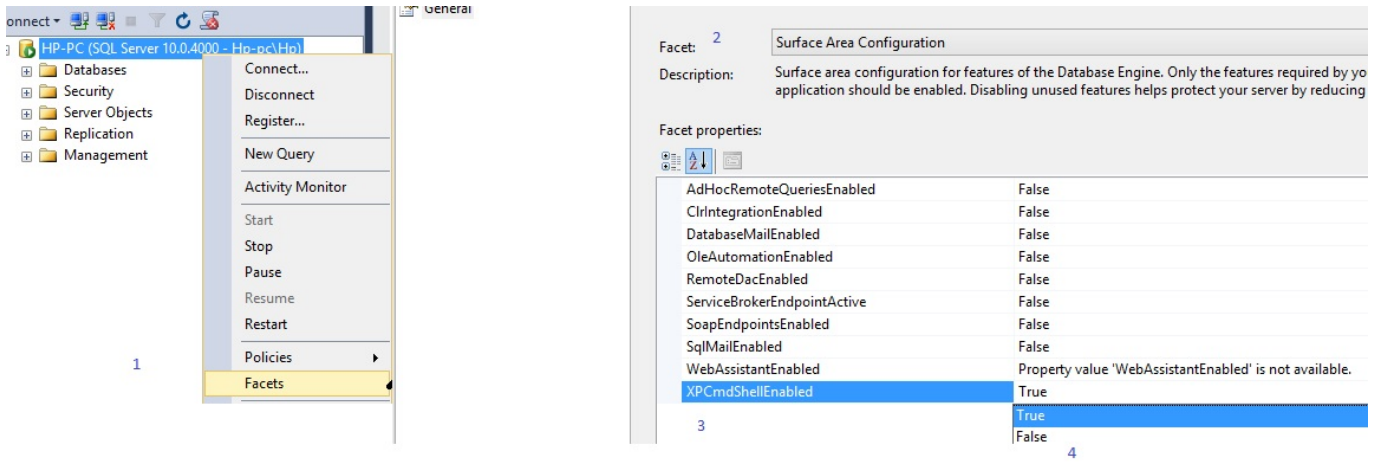 onnect
HP-PC (SQL Server 10.0.4000 - Hp-pc\Hp)
Databases
Security
Server Objects
Replication
Management
Connect...
Disconnect
Register...
New Query
Activity Monitor
Start
Stop
Pause
Resume
Restart
Policies
Facets
1
General
Facet: 2 Surface Area Configuration
Description: Surface area configuration for features of the Database Engine. Only the features required by yo
application should be enabled. Disabling unused features helps protect your server by reducing
Facet properties:
AdHocRemoteQueriesEnabled False
ClrIntegrationEnabled False
DatabaseMailEnabled False
OleAutomationEnabled False
RemoteDacEnabled False
ServiceBrokerEndpointActive False
SoapEndpointsEnabled False
SqlMailEnabled False
WebAssistantEnabled Property value 'WebAssistantEnabled' is not available.
XPCmdShellEnabled True
True
3 False
4